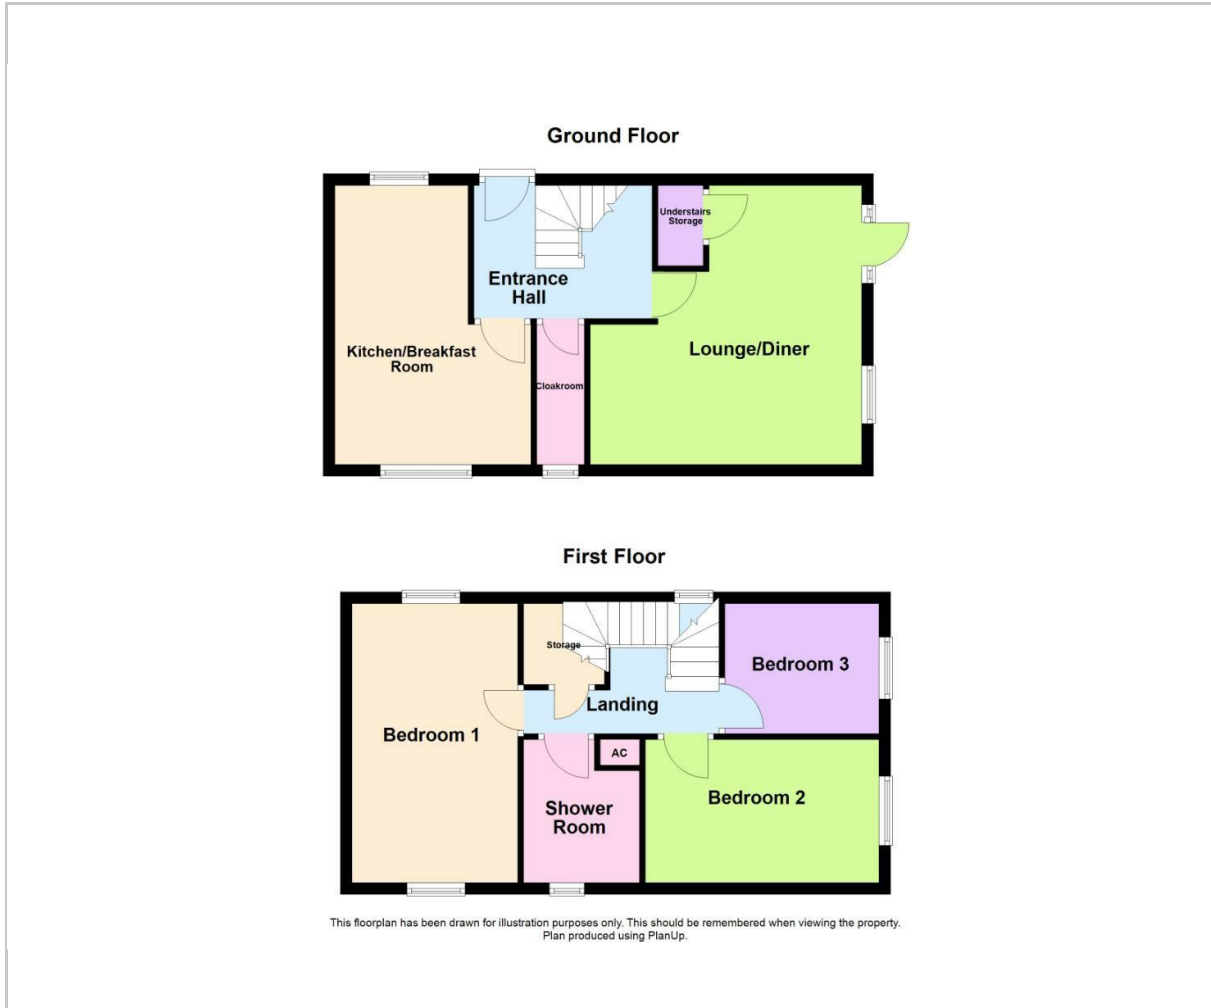 Ground Floor
Understairs
Storage
Entrance
Hall
Kitchen/Breakfast
Room
Lounge/Diner
Cloakroom
First Floor
Storage
Bedroom 3
Landing
Bedroom 1
AC
Bedroom 2
Shower
Room
This floorplan has been drawn for illustration purposes only. This should be remembered when viewing the property.
Plan produced using PlanUp.